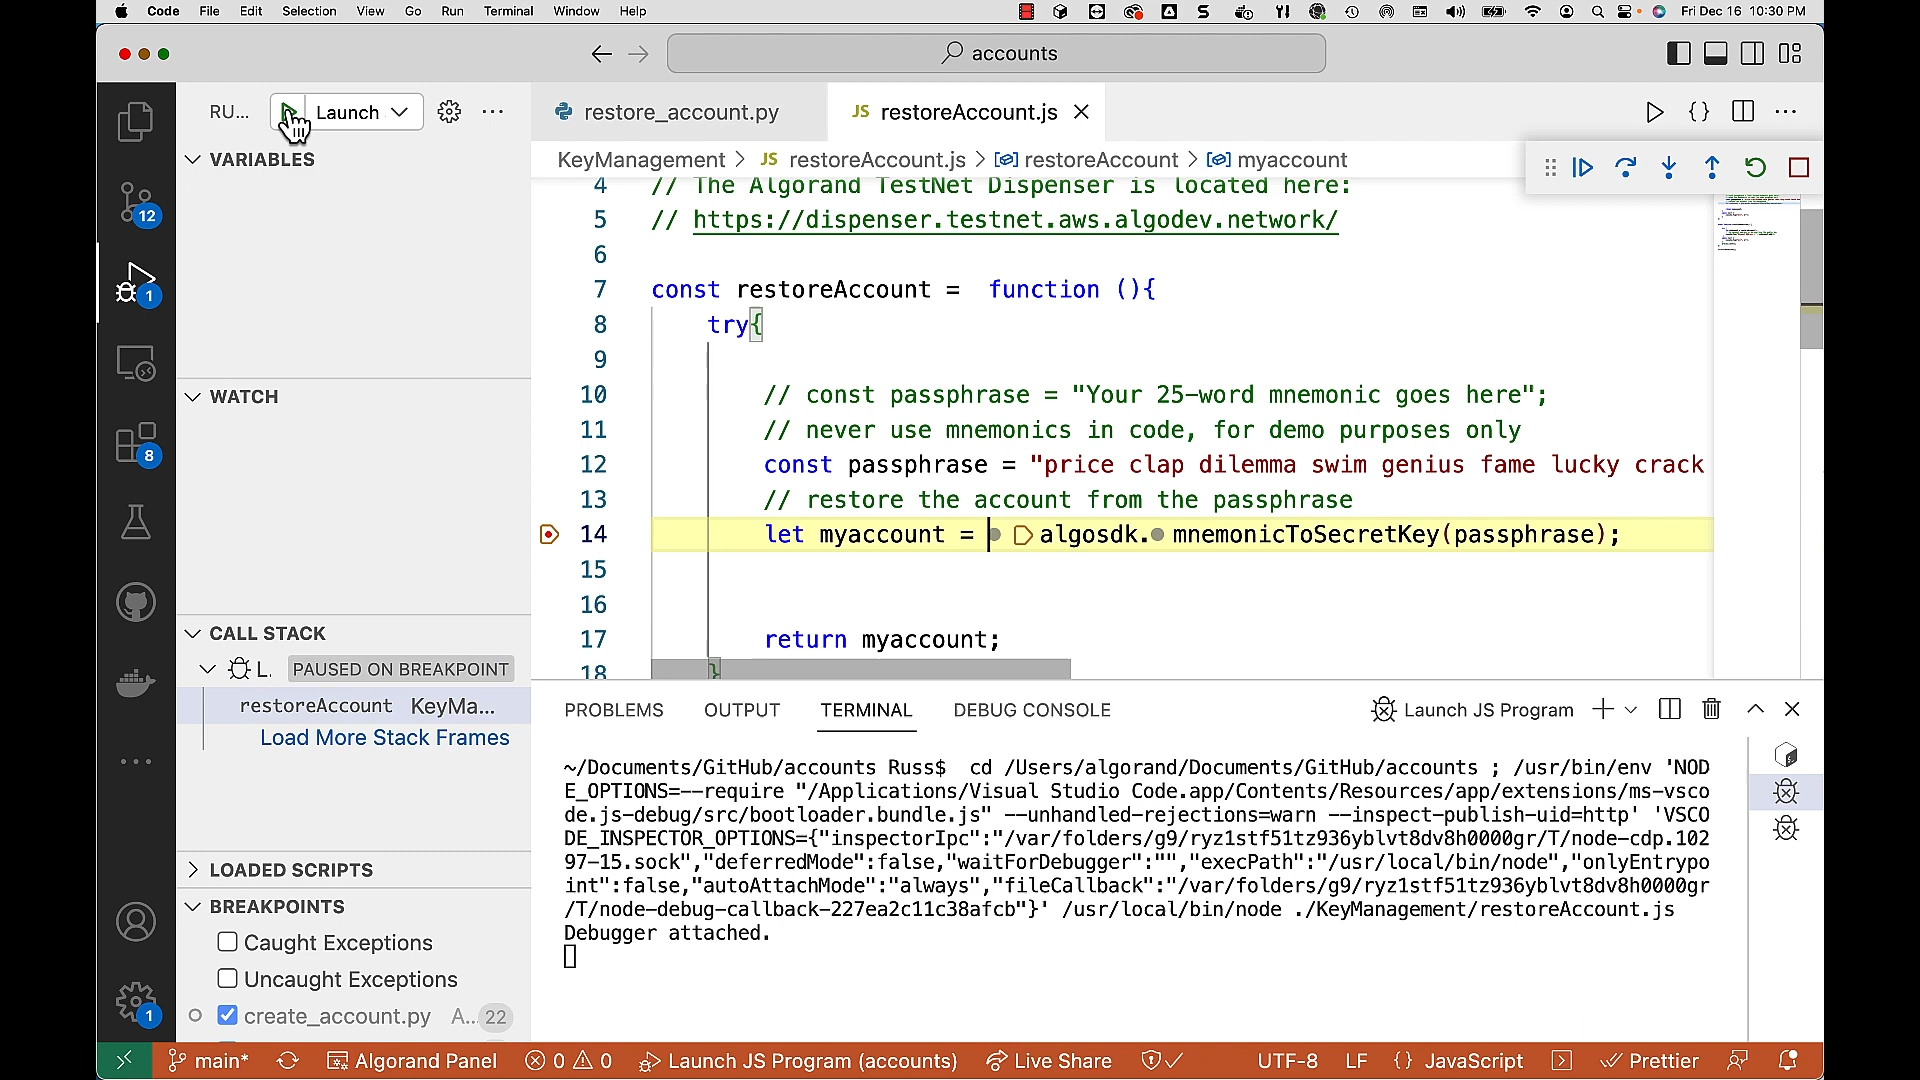 Code File Edit Selection View Go Run Terminal Window Help
Fri Dec 16 10:30 PM
accounts
RU... Launch
restore_account.py
JS restoreAccount.js
KeyManagement > JS restoreAccount.js > restoreAccount > myaccount
VARIABLES
WATCH
CALL STACK
L. PAUSED ON BREAKPOINT
restoreAccount KeyMa...
Load More Stack Frames
LOADED SCRIPTS
BREAKPOINTS
Caught Exceptions
Uncaught Exceptions
create_account.py A... 22
12
1
8
1
4 // The Algorand TestNet Dispenser is located here:
5 // https://dispenser.testnet.aws.algodev.network/
6
7 const restoreAccount = function (){
8 try{
9
10 // const passphrase = "Your 25-word mnemonic goes here";
11 // never use mnemonics in code, for demo purposes only
12 const passphrase = "price clap dilemma swim genius fame lucky crack
13 // restore the account from the passphrase
14 let myaccount = algosdk. mnemonicToSecretKey(passphrase);
15
16
17 return myaccount;
18 }
PROBLEMS OUTPUT TERMINAL DEBUG CONSOLE
Launch JS Program
~/Documents/GitHub/accounts Russ$ cd /Users/algorand/Documents/GitHub/accounts ; /usr/bin/env 'NOD
E_OPTIONS=--require "/Applications/Visual Studio Code.app/Contents/Resources/app/extensions/ms-vsco
de.js-debug/src/bootloader.bundle.js" --unhandled-rejections=warn --inspect-publish-uid=http' 'VSCO
DE_INSPECTOR_OPTIONS={"inspectorIpc":"/var/folders/g9/ryz1stf51tz936yblvt8dv8h0000gr/T/node-cdp.102
97-15.sock","deferredMode":false,"waitForDebugger":"","execPath":"/usr/local/bin/node","onlyEntrypo
int":false,"autoAttachMode":"always","fileCallback":"/var/folders/g9/ryz1stf51tz936yblvt8dv8h0000gr
/T/node-debug-callback-227ea2c11c38afcb"}' /usr/local/bin/node ./KeyManagement/restoreAccount.js
Debugger attached.
main* Algorand Panel 0 0 Launch JS Program (accounts) Live Share UTF-8 LF {} JavaScript Prettier